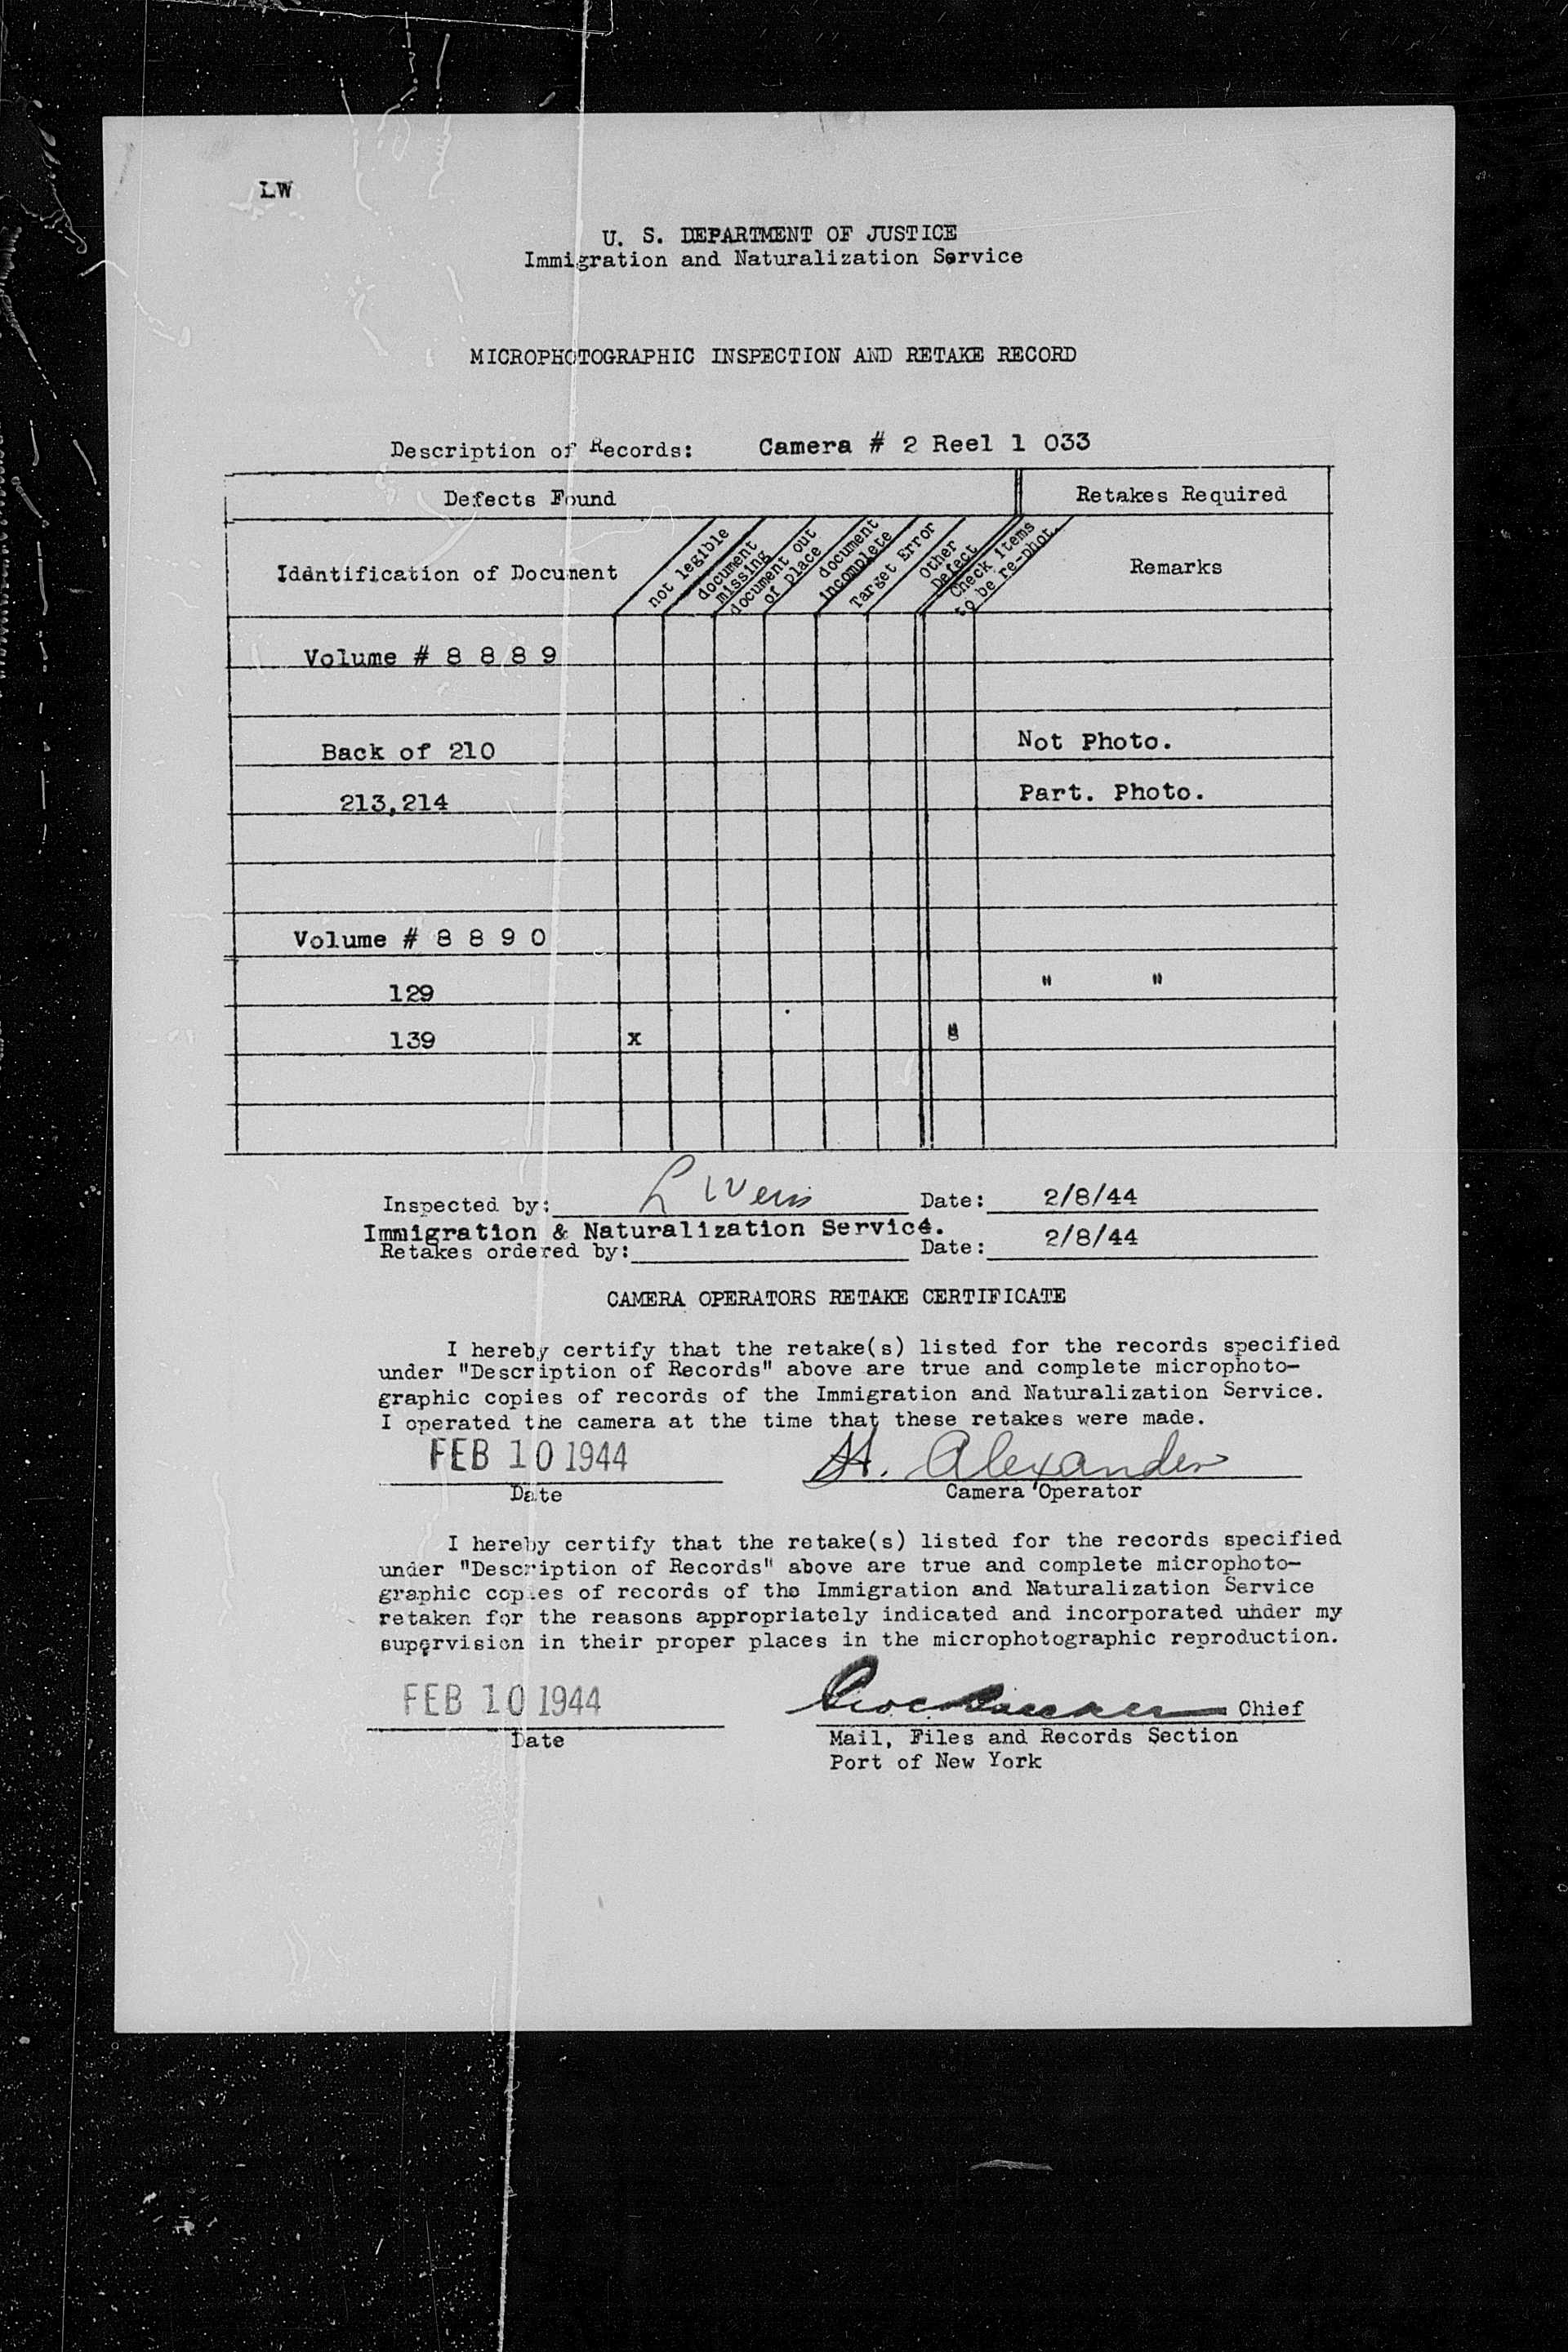 LW
U. S. DEPARTMENT OF JUSTICE
Immigration and Naturalization Service
MICROPHOTOGRAPHIC INSPECTION AND RETAKE RECORD
Description of Records: Camera # 2 Reel 1 033
Defects Found Retakes Required
Identification of Document
not legible
document missing
document out of place
document incomplete
Target Error
Other Defect
Check items to be re-phot.
Remarks
Volume # 8 8 8 9
Back of 210 Not Photo.
213,214 Part. Photo.
Volume # 8 8 9 0
129 " "
139 x
Inspected by: L Weis Date: 2/8/44
Immigration & Naturalization Service.
Retakes ordered by: Date: 2/8/44
CAMERA OPERATORS RETAKE CERTIFICATE
I hereby certify that the retake(s) listed for the records specified
under "Description of Records" above are true and complete microphoto-
graphic copies of records of the Immigration and Naturalization Service.
I operated the camera at the time that these retakes were made.
FEB 10 1944 H. Alexander
Date Camera Operator
I hereby certify that the retake(s) listed for the records specified
under "Description of Records" above are true and complete microphoto-
graphic copies of records of the Immigration and Naturalization Service
retaken for the reasons appropriately indicated and incorporated under my
supervision in their proper places in the microphotographic reproduction.
FEB 10 1944 Chief
Date Mail, Files and Records Section
Port of New York